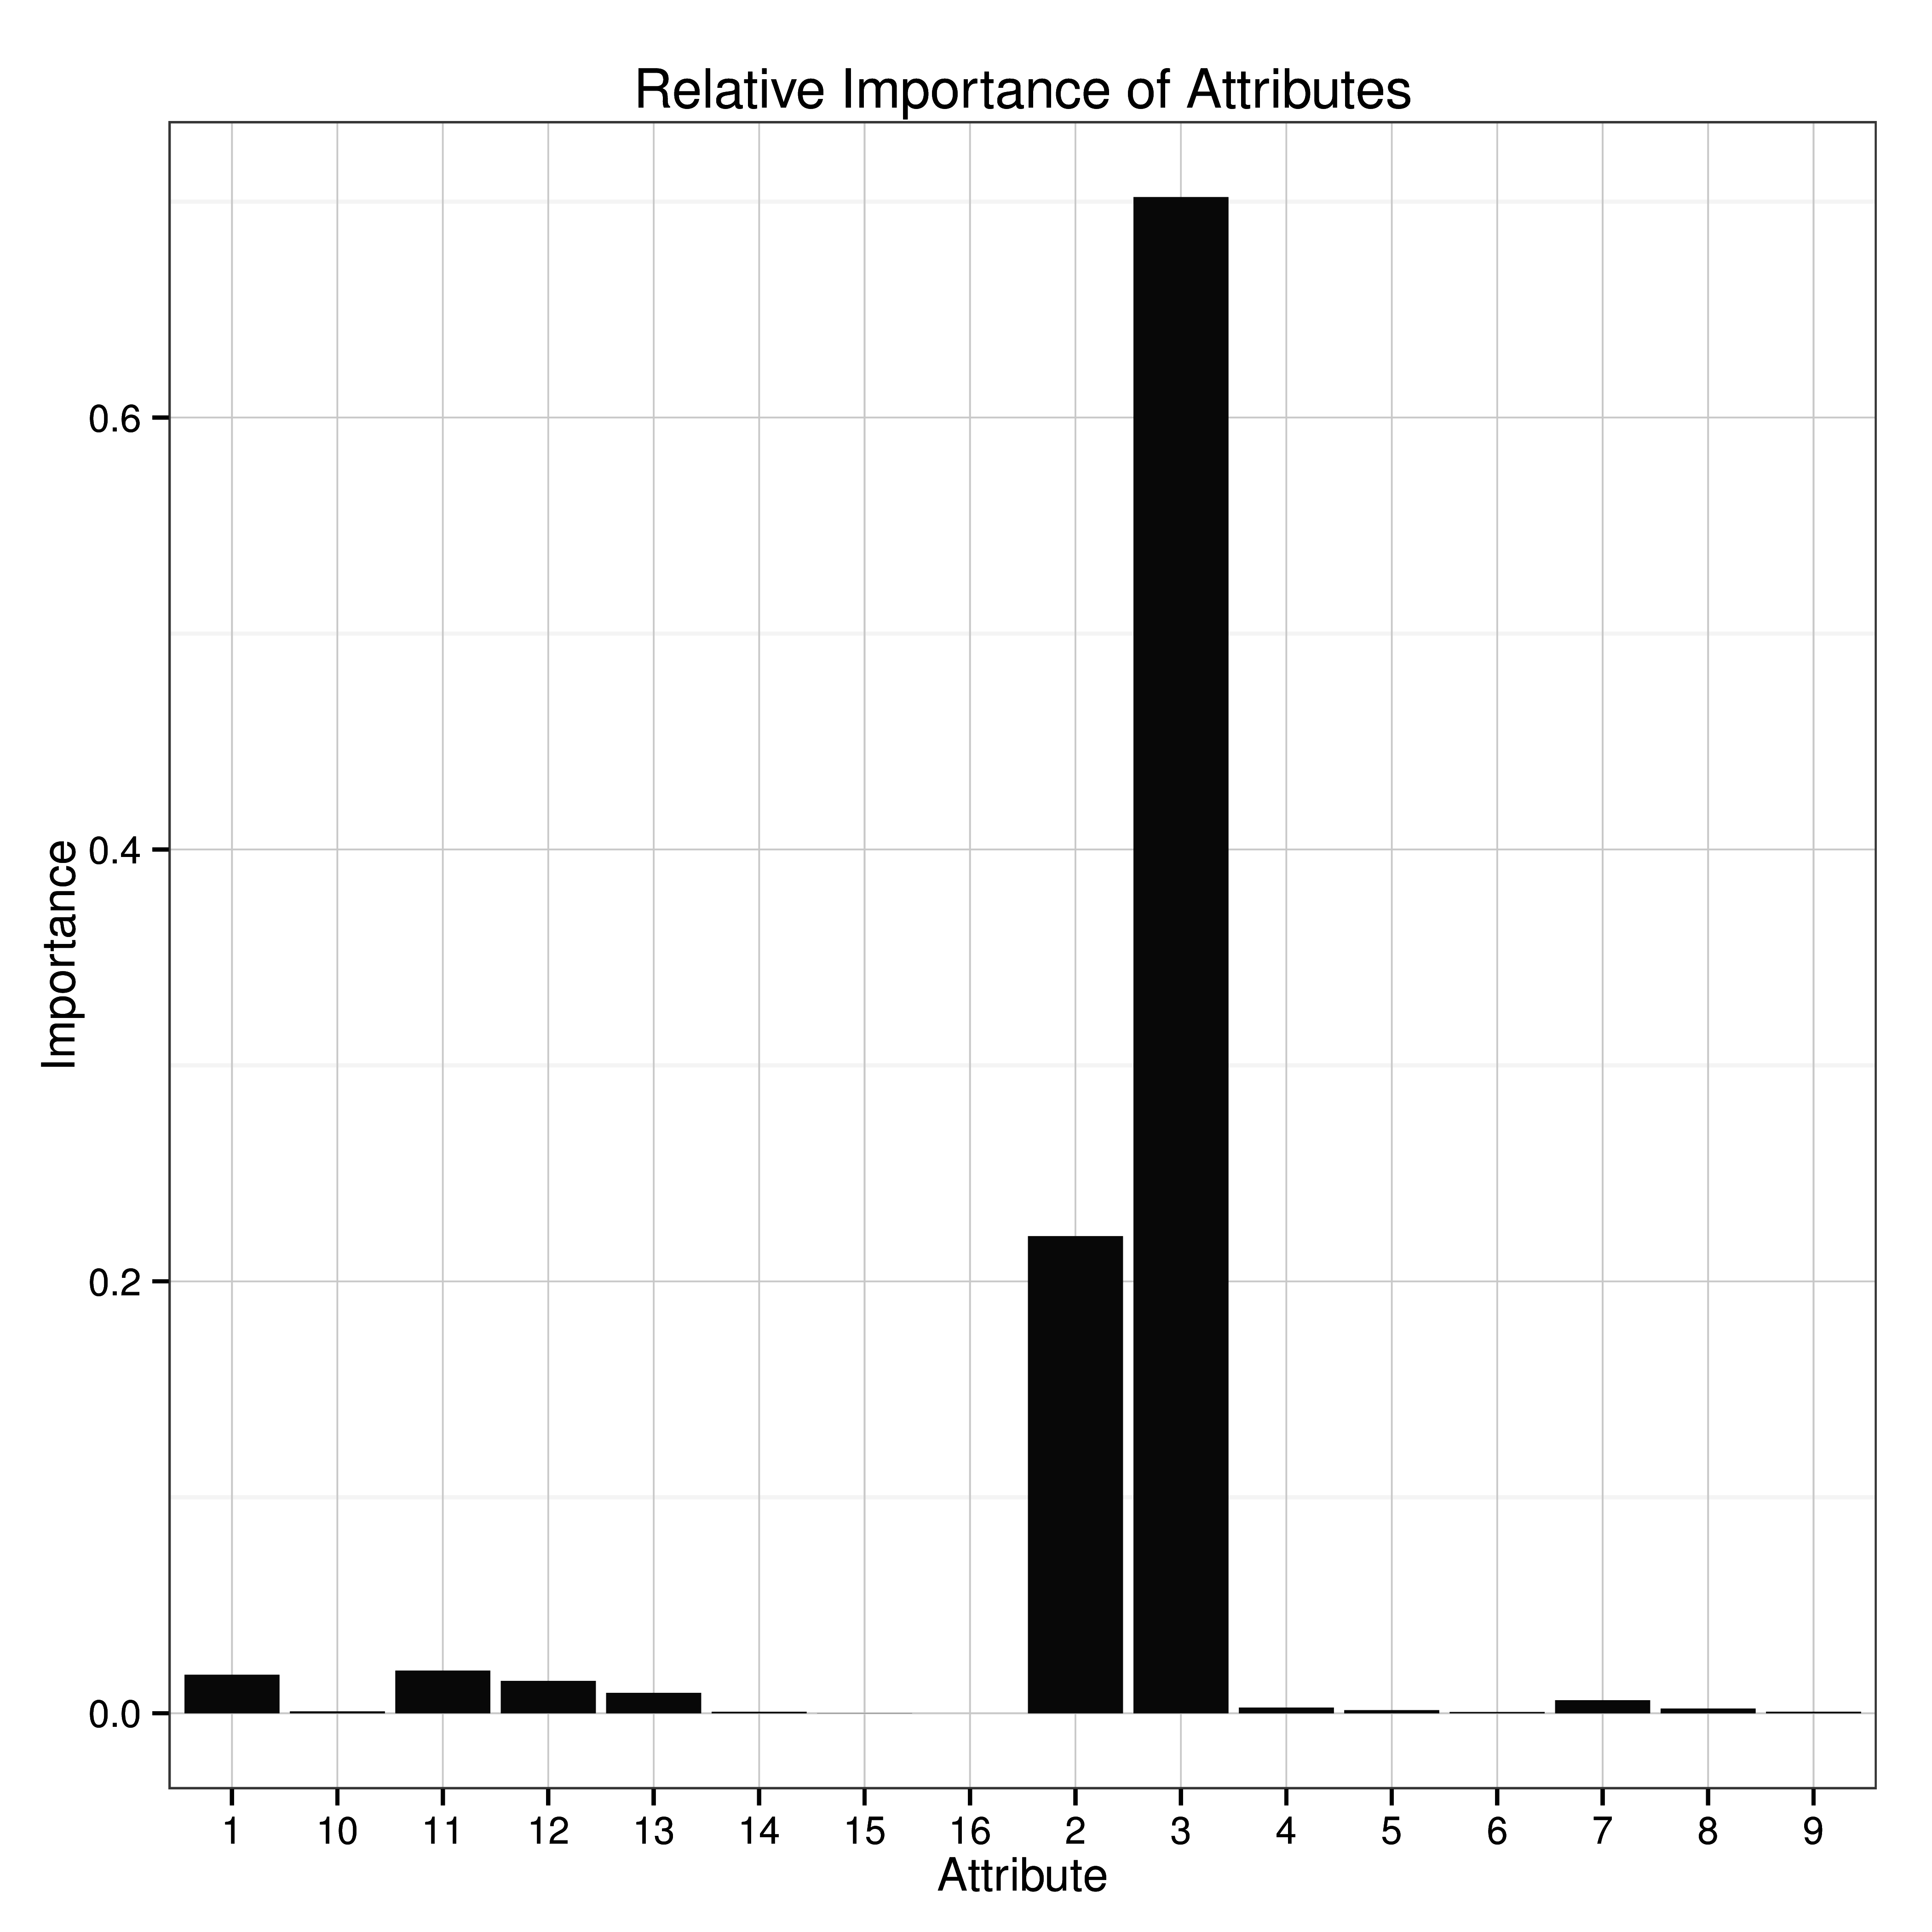 Relative Importance of Attributes
Importance
0.6
0.4
0.2
0.0
1 10 11 12 13 14 15 16 2 3 4 5 6 7 8 9
Attribute